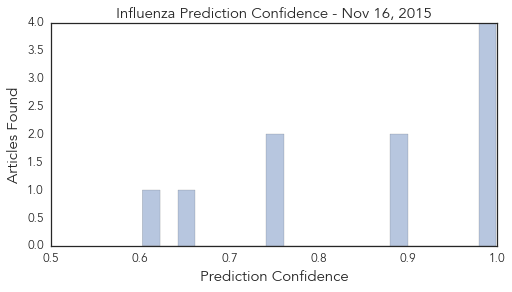 Influenza Prediction Confidence - Nov 16, 2015
4.0
3.5
3.0
2.5
2.0
1.5
1.0
0.5
0.0
Articles Found
0.5 0.6 0.7 0.8 0.9 1.0
Prediction Confidence